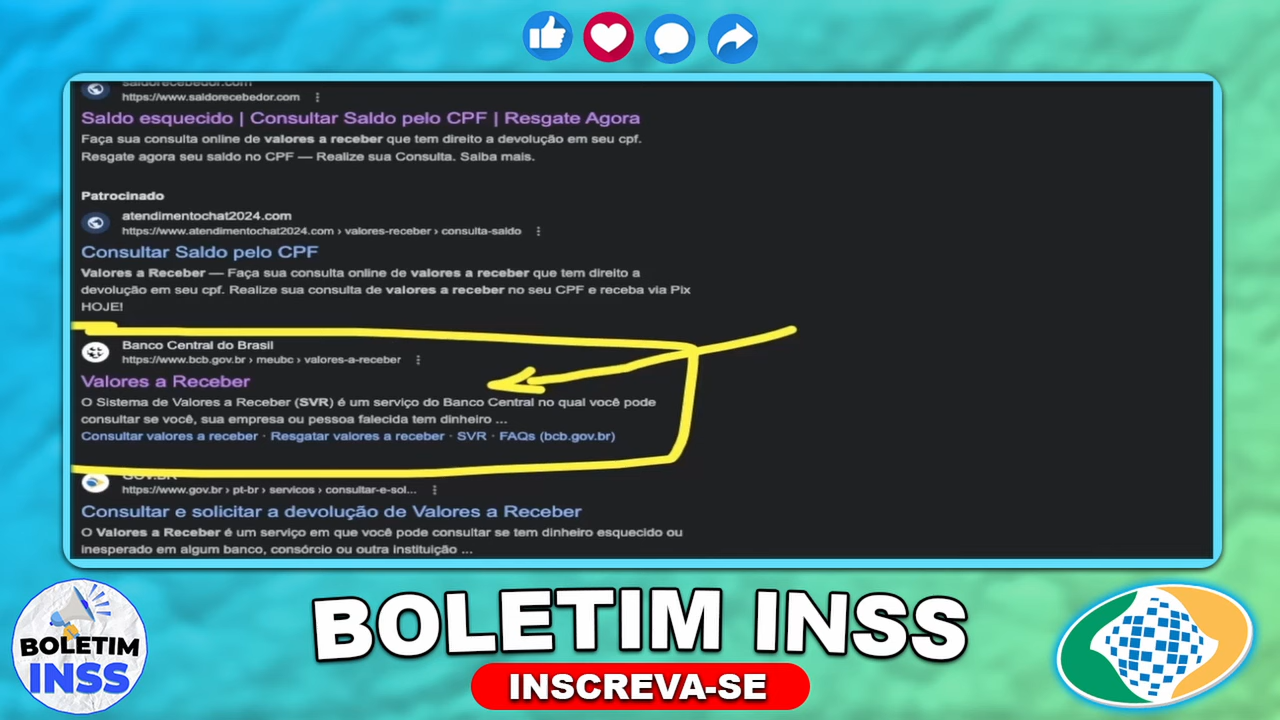 saldorecebedor.com
https://www.saldorecebedor.com
Saldo esquecido | Consultar Saldo pelo CPF | Resgate Agora
Faça sua consulta online de valores a receber que tem direito a devolução em seu cpf.
Resgate agora seu saldo no CPF — Realize sua Consulta. Saiba mais.
Patrocinado
atendimentochat2024.com
https://www.atendimentochat2024.com › valores-receber › consulta-saldo
Consultar Saldo pelo CPF
Valores a Receber — Faça sua consulta online de valores a receber que tem direito a
devolução em seu cpf. Realize sua consulta de valores a receber no seu CPF e receba via Pix
HOJE!
Banco Central do Brasil
https://www.bcb.gov.br › meubc › valores-a-receber
Valores a Receber
O Sistema de Valores a Receber (SVR) é um serviço do Banco Central no qual você pode
consultar se você, sua empresa ou pessoa falecida tem dinheiro ...
Consultar valores a receber · Resgatar valores a receber · SVR · FAQs (bcb.gov.br)
GOV.BR
https://www.gov.br › pt-br › servicos › consultar-e-sol...
Consultar e solicitar a devolução de Valores a Receber
O Valores a Receber é um serviço em que você pode consultar se tem dinheiro esquecido ou
inesperado em algum banco, consórcio ou outra instituição ...
BOLETIM
INSS
BOLETIM INSS
INSCREVA-SE